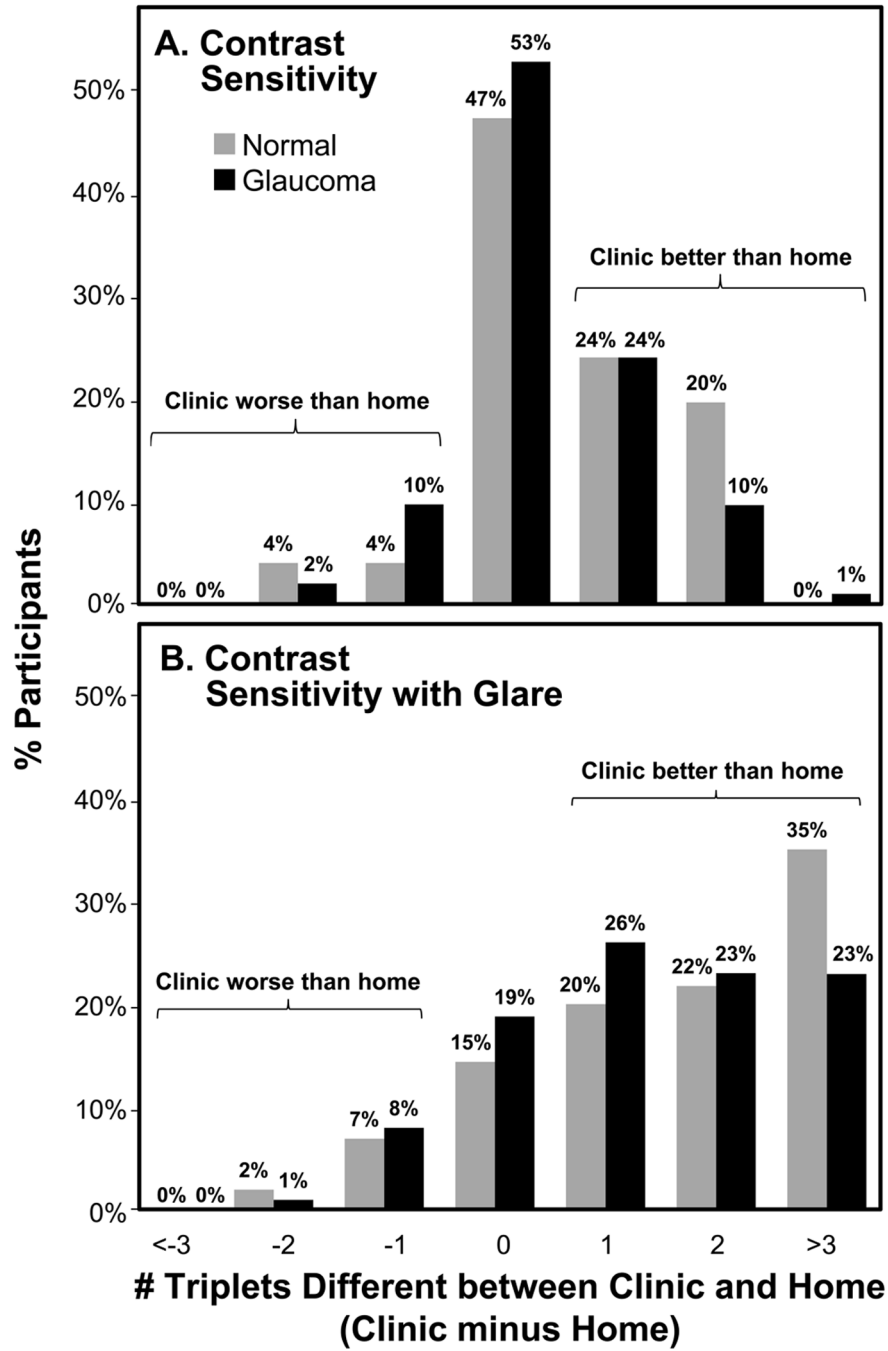 A. Contrast
Sensitivity
Normal
Glaucoma
50%
40%
30%
20%
10%
0%
Clinic worse than home
Clinic better than home
0% 0%
4% 2%
4% 10%
47% 53%
24% 24%
20% 10%
0% 1%
% Participants
B. Contrast
Sensitivity with Glare
50%
40%
30%
20%
10%
0%
Clinic worse than home
Clinic better than home
0% 0%
2% 1%
7% 8%
15% 19%
20% 26%
22% 23%
35% 23%
<-3 -2 -1 0 1 2 >3
# Triplets Different between Clinic and Home
(Clinic minus Home)